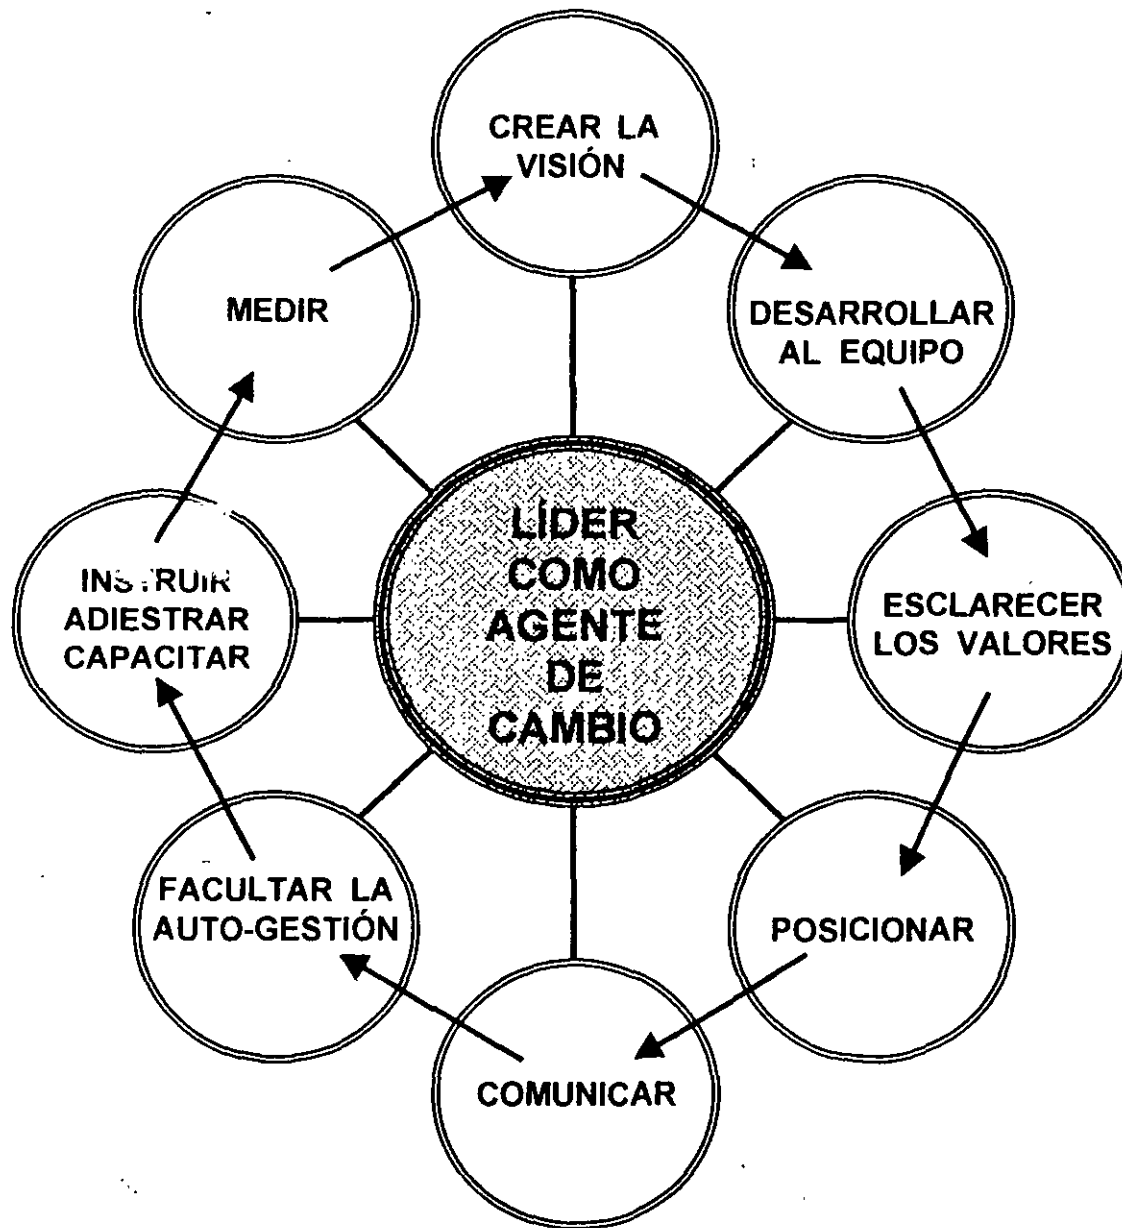 CREAR LA
VISIÓN
DESARROLLAR
AL EQUIPO
ESCLARECER
LOS VALORES
POSICIONAR
COMUNICAR
FACULTAR LA
AUTO-GESTIÓN
INSTRUIR
ADIESTRAR
CAPACITAR
MEDIR
LÍDER
COMO
AGENTE
DE
CAMBIO